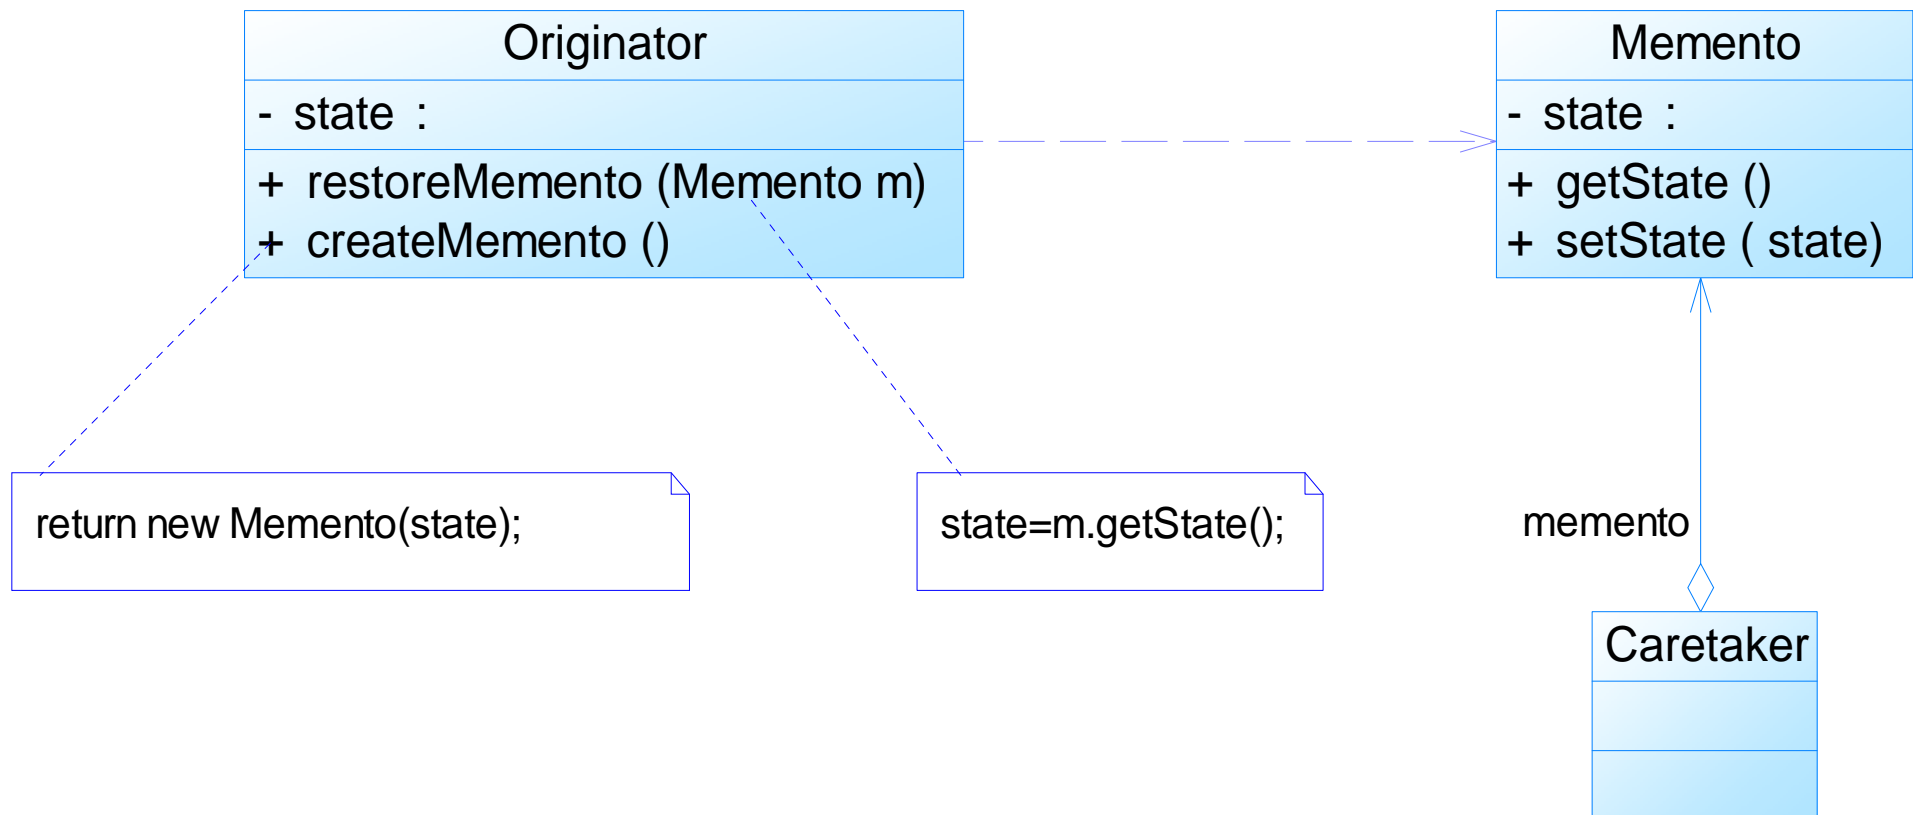 Originator
- state :
+ restoreMemento (Memento m)
+ createMemento ()
Memento
- state :
+ getState ()
+ setState ( state)
return new Memento(state);
state=m.getState();
memento
Caretaker